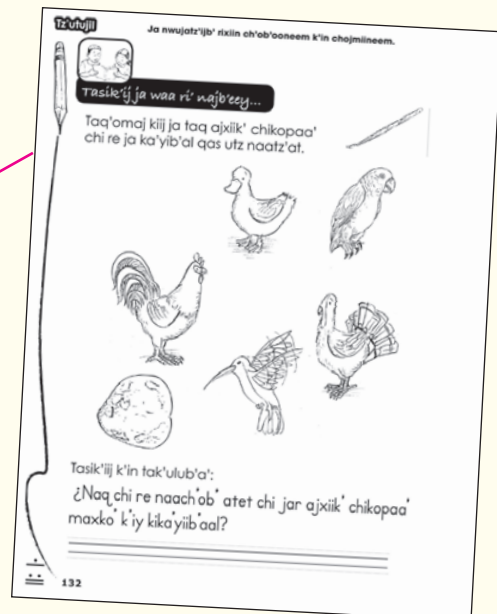 Tz'utujil
Ja nwujatz'ijb' rixiin ch'ob'ooneem k'in chojmiineem.
Tasik'ij ja waa ri' najb'eey...
Taq'omaj kiij ja taq ajxiik' chikopaa'
chi re ja ka'yib'al qas utz naatz'at.
Tasik'iij k'in tak'ulub'a':
¿Naq chi re naach'ob' atet chi jar ajxiik' chikopaa'
maxko' k'iy kika'yiib'aal?
132